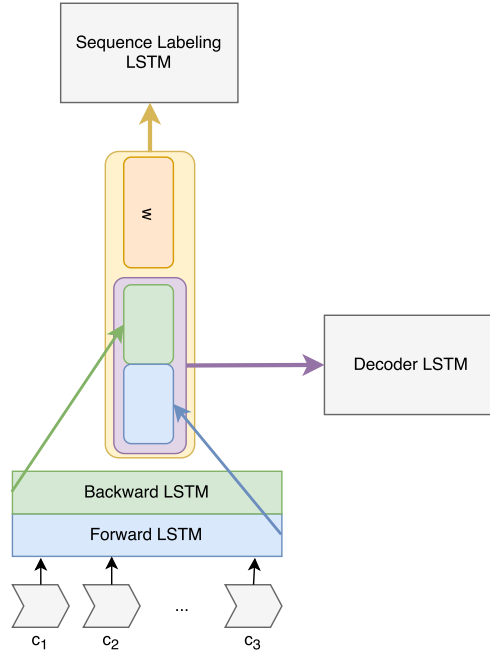 Sequence Labeling
LSTM
w
Decoder LSTM
Backward LSTM
Forward LSTM
...
c1 c2 c3